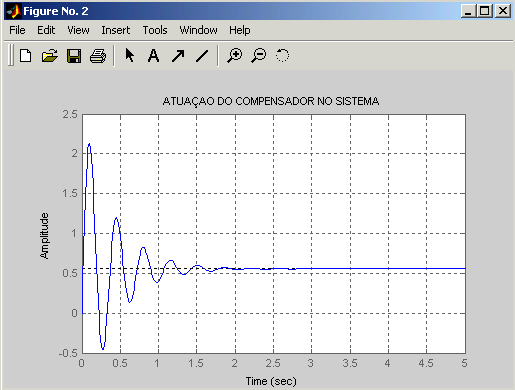 Figure No. 2
File Edit View Insert Tools Window Help
A
ATUAÇAO DO COMPENSADOR NO SISTEMA
2.5
2
1.5
1
0.5
0
-0.5
Amplitude
0 0.5 1 1.5 2 2.5 3 3.5 4 4.5 5
Time (sec)